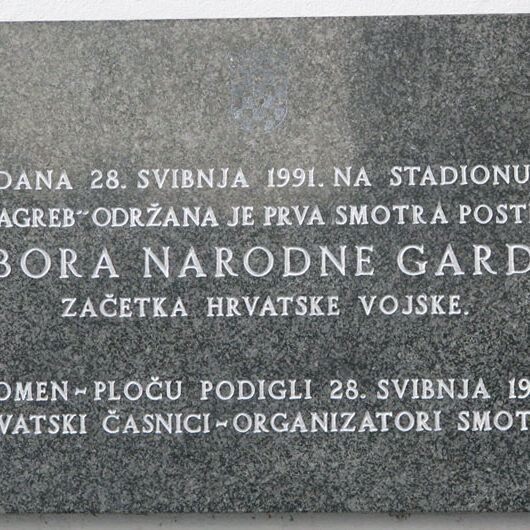 DANA 28. SVIBNJA 1991. NA STADIONU
AGREB" ODRŽANA JE PRVA SMOTRA POST
BORA NARODNE GARD
ZAČETKA HRVATSKE VOJSKE.
OMEN-PLOČU PODIGLI 28. SVIBNJA 19
VATSKI ČASNICI-ORGANIZATORI SMOT